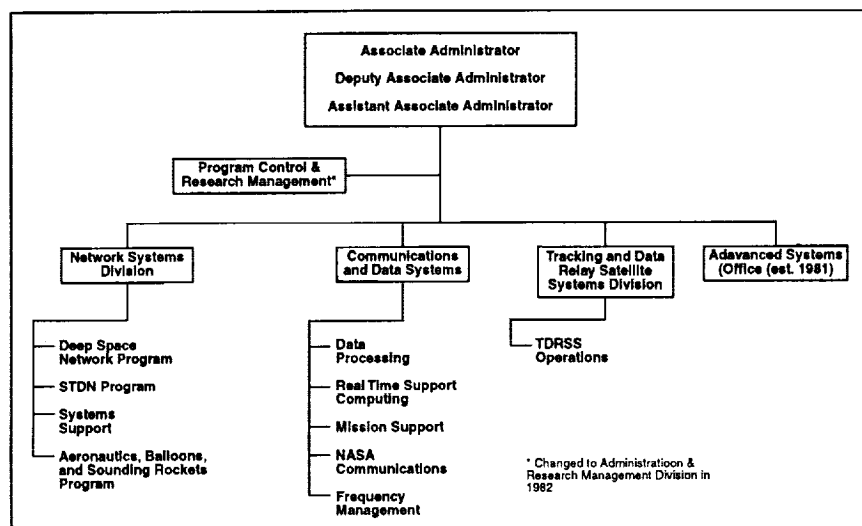 Associate Administrator
Deputy Associate Administrator
Assistant Associate Administrator
Program Control &
Research Management*
Network Systems
Division
Communications
and Data Systems
Tracking and Data
Relay Satellite
Systems Division
Adavanced Systems
(Office (est. 1981)
Deep Space
Network Program
STDN Program
Systems
Support
Aeronautics, Balloons,
and Sounding Rockets
Program
Data
Processing
Real Time Support
Computing
Mission Support
NASA
Communications
Frequency
Management
TDRSS
Operations
* Changed to Administratioon &
Research Management Division in
1982